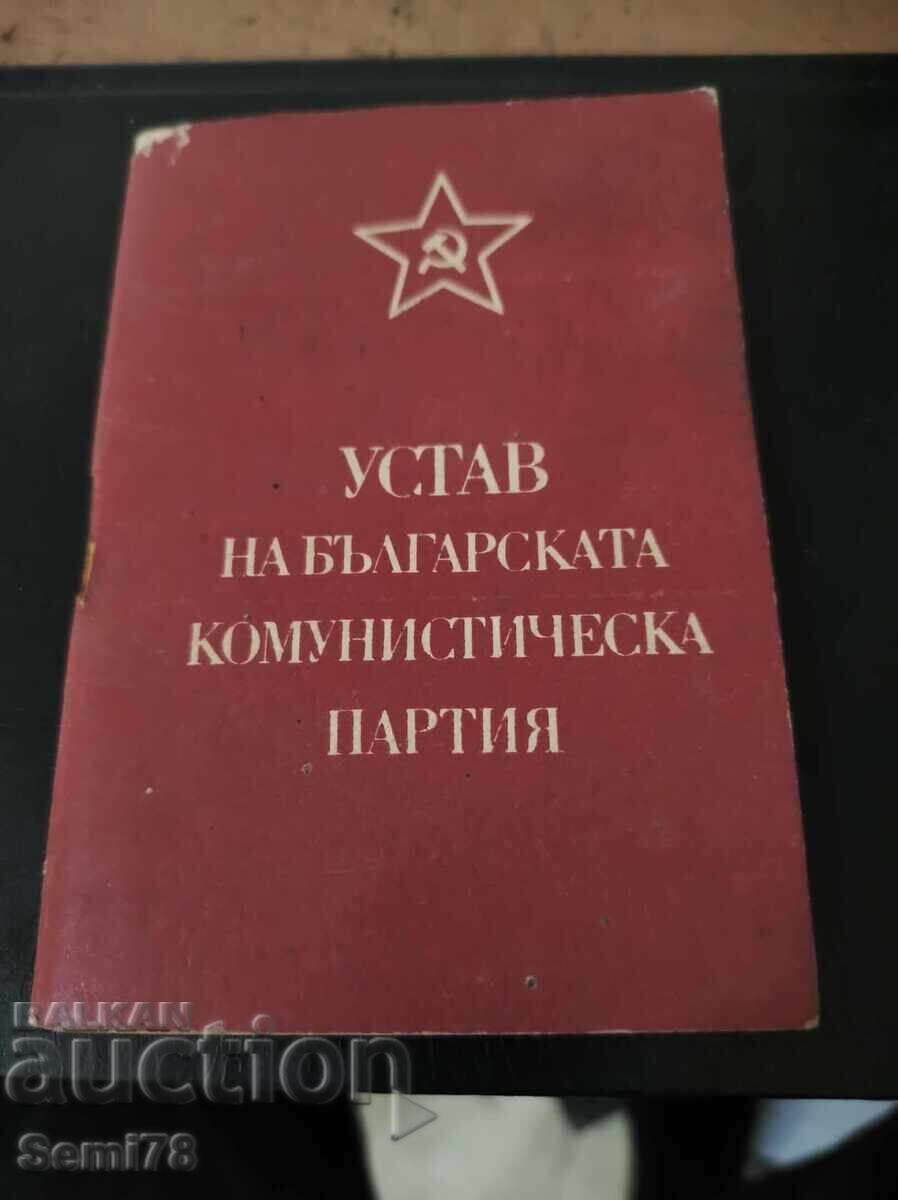 УСТАВ
НА БЪЛГАРСКАТА
КОМУНИСТИЧЕСКА
ПАРТИЯ
BALKAN
auction
Semi78